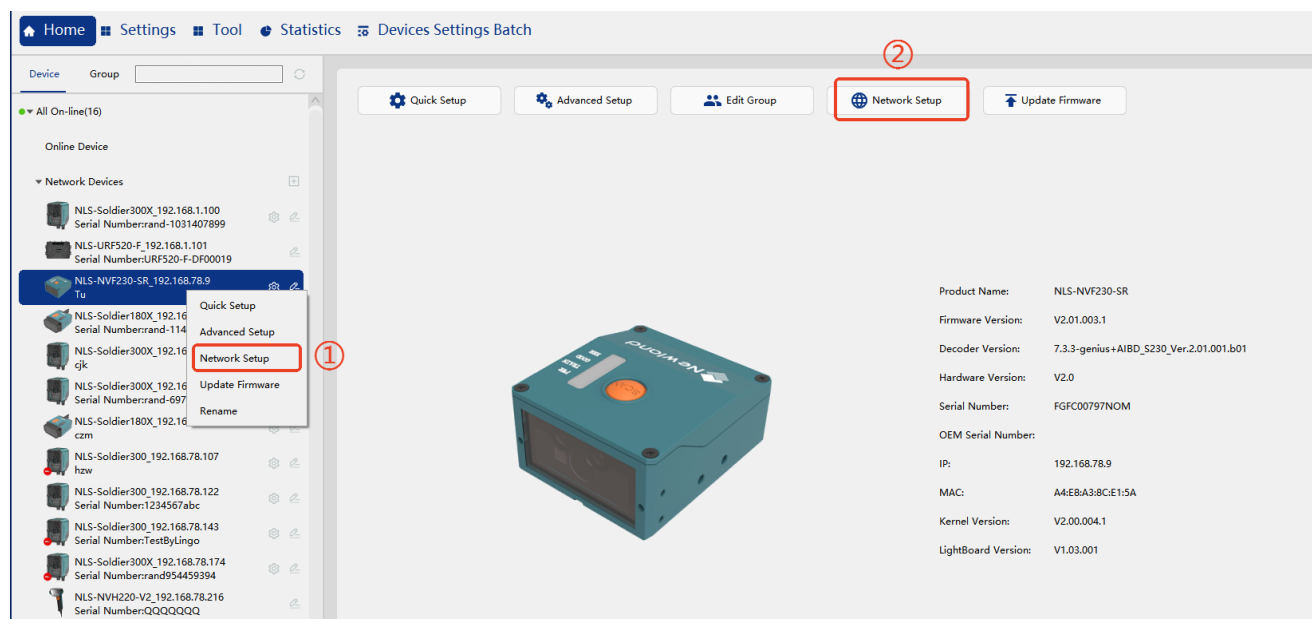 Home Settings Tool Statistics Devices Settings Batch
②
Device Group
Quick Setup Advanced Setup Edit Group Network Setup Update Firmware
All On-line(16)
Online Device
Network Devices
NLS-Soldier300X_192.168.1.100
Serial Number:rand-1031407899
NLS-URF520-F_192.168.1.101
Serial Number:URF520-F-DF00019
NLS-NVF230-SR_192.168.78.9
Tu
NLS-Soldier180X_192.16
Serial Number:rand-114
NLS-Soldier300X_192.16
cjk
NLS-Soldier300X_192.16
Serial Number:rand-697
NLS-Soldier180X_192.16
czm
NLS-Soldier300_192.168.78.107
hzw
NLS-Soldier300_192.168.78.122
Serial Number:1234567abc
NLS-Soldier300_192.168.78.143
Serial Number:TestByLingo
NLS-Soldier300X_192.168.78.174
Serial Number:rand954459394
NLS-NVH220-V2_192.168.78.216
Serial Number:QQQQQQQ
Quick Setup
Advanced Setup
Network Setup
①
Update Firmware
Rename
Newland
Product Name: NLS-NVF230-SR
Firmware Version: V2.01.003.1
Decoder Version: 7.3.3-genius+AIBD_S230_Ver.2.01.001.b01
Hardware Version: V2.0
Serial Number: FGFC00797NOM
OEM Serial Number:
IP: 192.168.78.9
MAC: A4:E8:A3:8C:E1:5A
Kernel Version: V2.00.004.1
LightBoard Version: V1.03.001